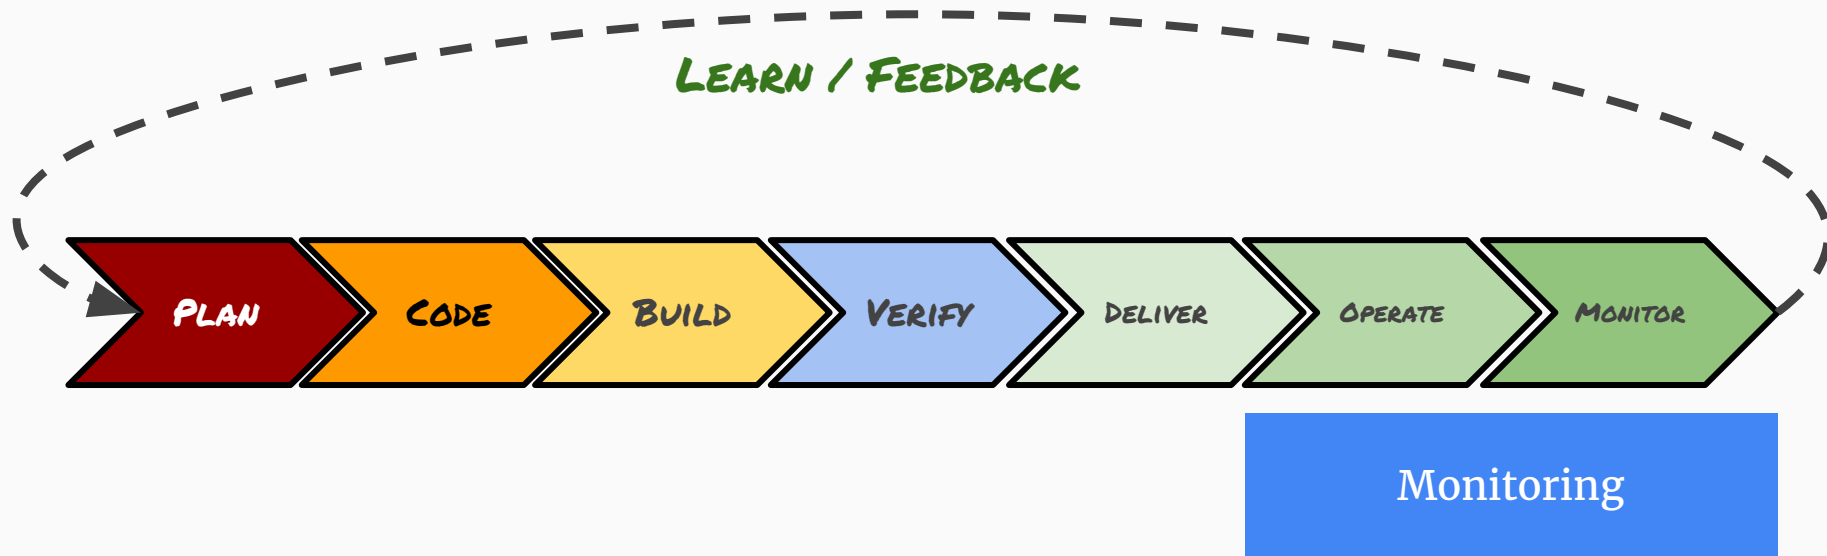 Learn / Feedback
Plan
Code
Build
Verify
Deliver
Operate
Monitor
Monitoring